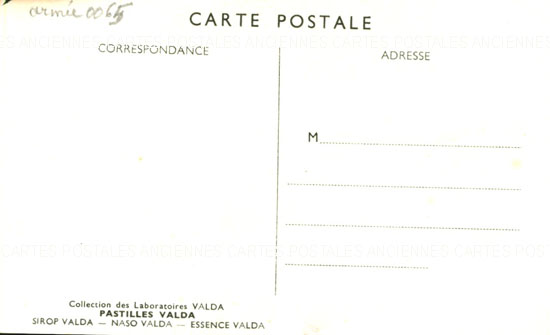 armée 0065
CARTE POSTALE
CARTES POSTALES ANCIENNES CARTES POSTALES ANCIENNES CARTES POSTALES ANCIENNES
CORRESPONDANCE
ADRESSE
M
CARTES POSTALES ANCIENNES CARTES POSTALES ANCIENNES CARTES POSTALES ANCIENNES
Collection des Laboratoires VALDA
PASTILLES VALDA
SIROP VALDA — NASO VALDA — ESSENCE VALDA